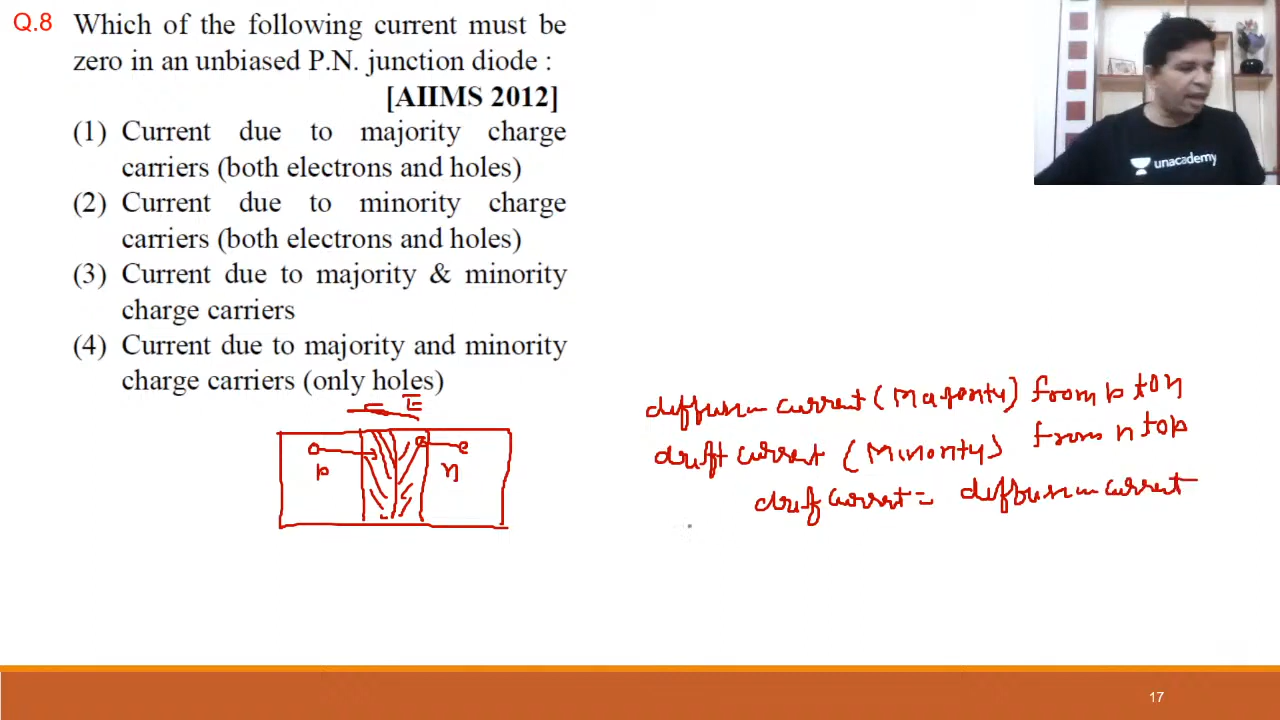 Q.8 Which of the following current must be
zero in an unbiased P.N. junction diode :
[AIIMS 2012]
(1) Current due to majority charge
carriers (both electrons and holes)
(2) Current due to minority charge
carriers (both electrons and holes)
(3) Current due to majority & minority
charge carriers
(4) Current due to majority and minority
charge carriers (only holes)
E
p n e
diffusion current (Majority) from p to n
drift current (Minority) from n to p
drif current = diffusion current
unacademy
17